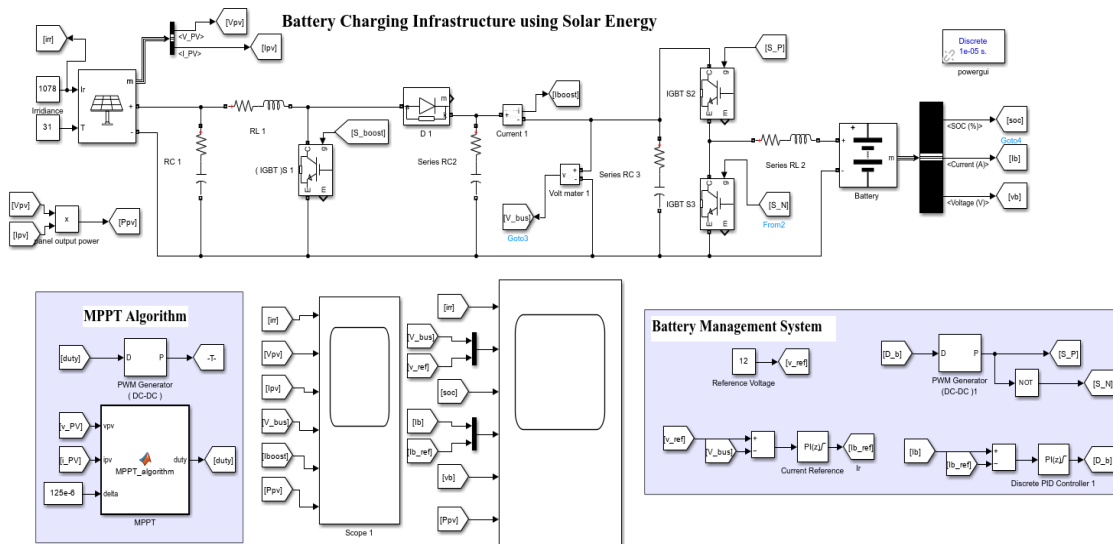 Battery Charging Infrastructure using Solar Energy
[irr]
<V_PV>
[Vpv]
<I_PV>
[Ipv]
1078
Irridiance
Ir
31
T
m
+
-
RC 1
RL 1
[S_boost]
( IGBT )S 1
g
C
E
m
D 1
a
k
m
Series RC2
+
-
Current 1
[Iboost]
v
+
-
Volt mater 1
[V_bus]
Goto3
Series RC 3
IGBT S2
g
C
E
m
[S_P]
IGBT S3
g
C
E
m
[S_N]
From2
Series RL 2
+
+
-
m
Battery
Discrete
1e-05 s.
powergui
<SOC (%)>
[soc]
Goto4
<Current (A)>
[Ib]
<Voltage (V)>
[vb]
[Vpv]
[Ipv]
x
[Ppv]
panel output power
MPPT Algorithm
[duty]
D
P
-T-
PWM Generator
( DC-DC )
[v_PV]
vpv
[i_PV]
ipv
MPPT_algorithm
duty
[duty]
125e-6
delta
MPPT
[irr]
[Vpv]
[Ipv]
[V_bus]
[Iboost]
[Ppv]
Scope 1
[irr]
[V_bus]
[v_ref]
[soc]
[Ib]
[Ib_ref]
[vb]
[Ppv]
Battery Management System
12
[v_ref]
Reference Voltage
[D_b]
D
P
[S_P]
PWM Generator
(DC-DC )1
NOT
[S_N]
[v_ref]
[V_bus]
+
−
PI(z)
Current Reference
[Ib_ref]
Ir
[Ib]
[Ib_ref]
+
−
PI(z)
Discrete PID Controller 1
[D_b]